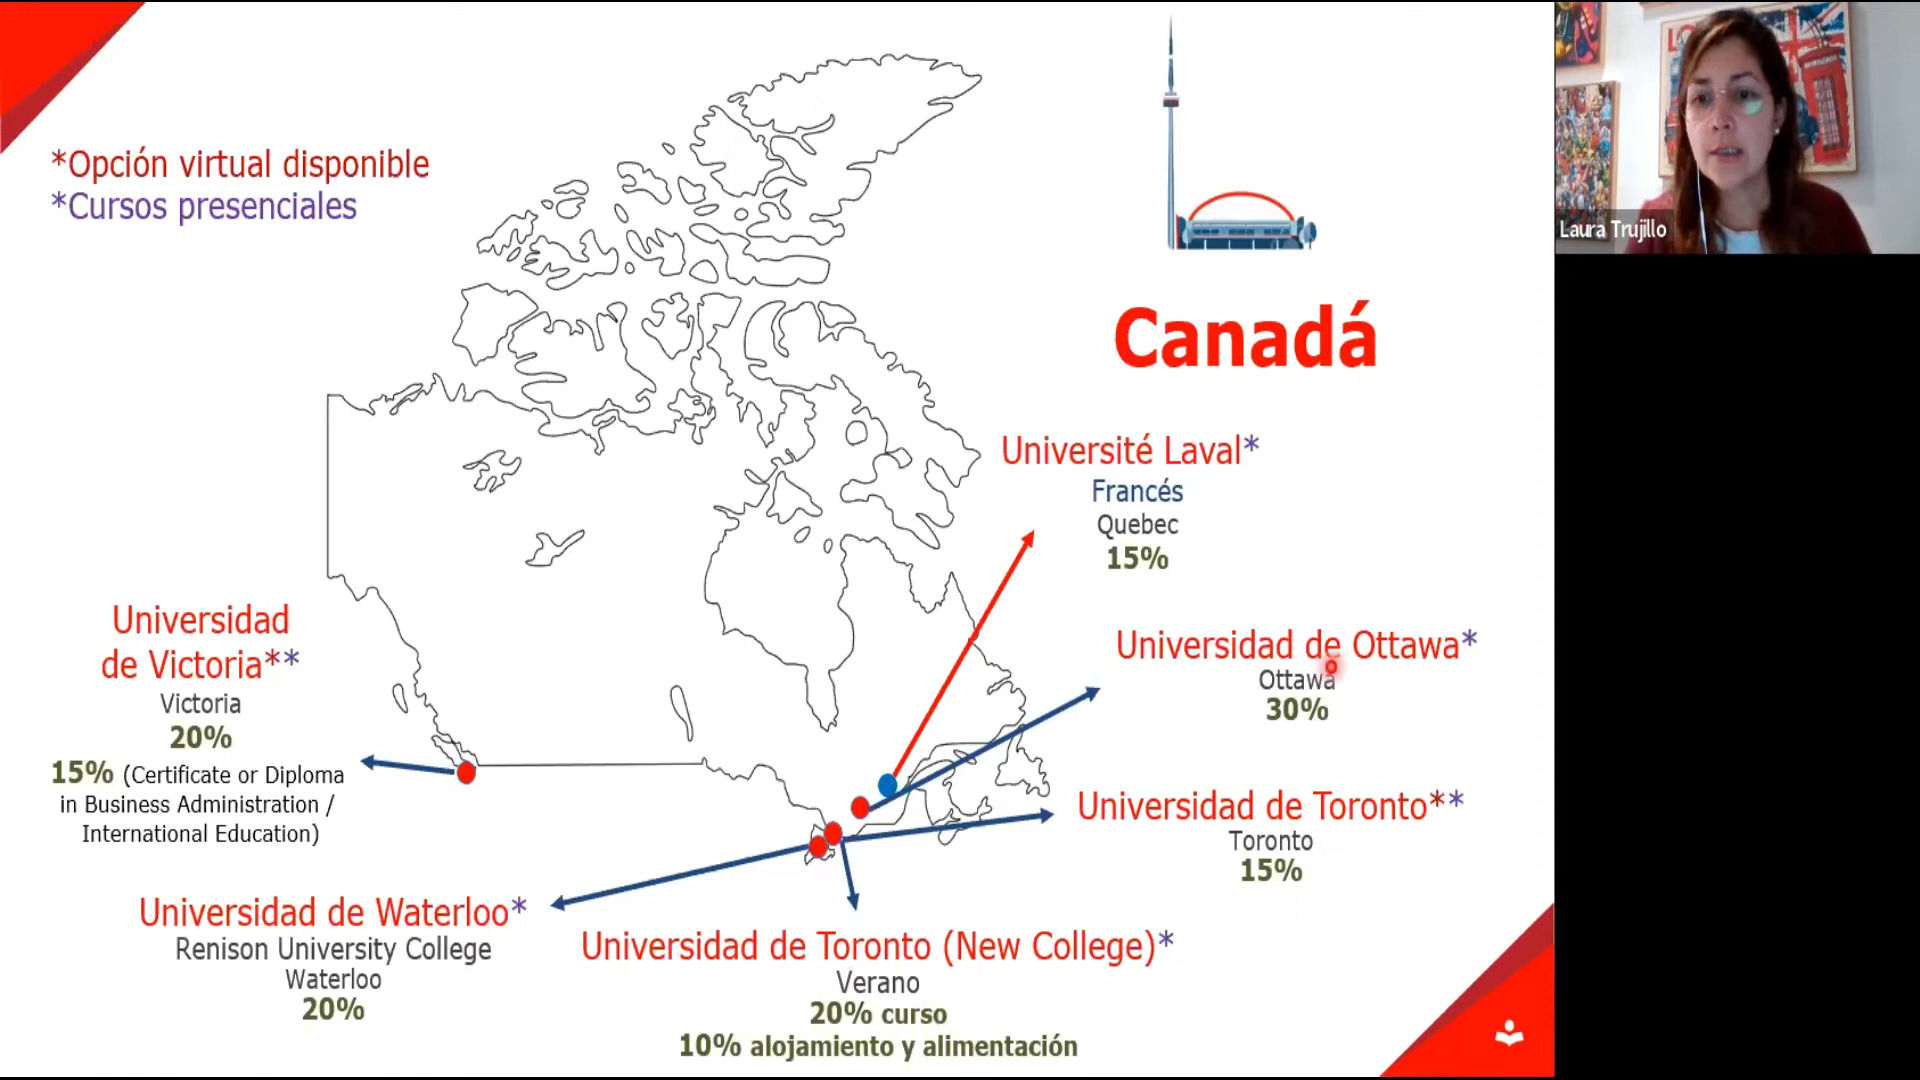 *Opción virtual disponible
*Cursos presenciales
Canadá
Université Laval*
Francés
Quebec
15%
Universidad de Ottawa*
Ottawa
30%
Universidad de Toronto**
Toronto
15%
Universidad
de Victoria**
Victoria
20%
15% (Certificate or Diploma
in Business Administration /
International Education)
Universidad de Waterloo*
Renison University College
Waterloo
20%
Universidad de Toronto (New College)*
Verano
20% curso
10% alojamiento y alimentación
Laura Trujillo